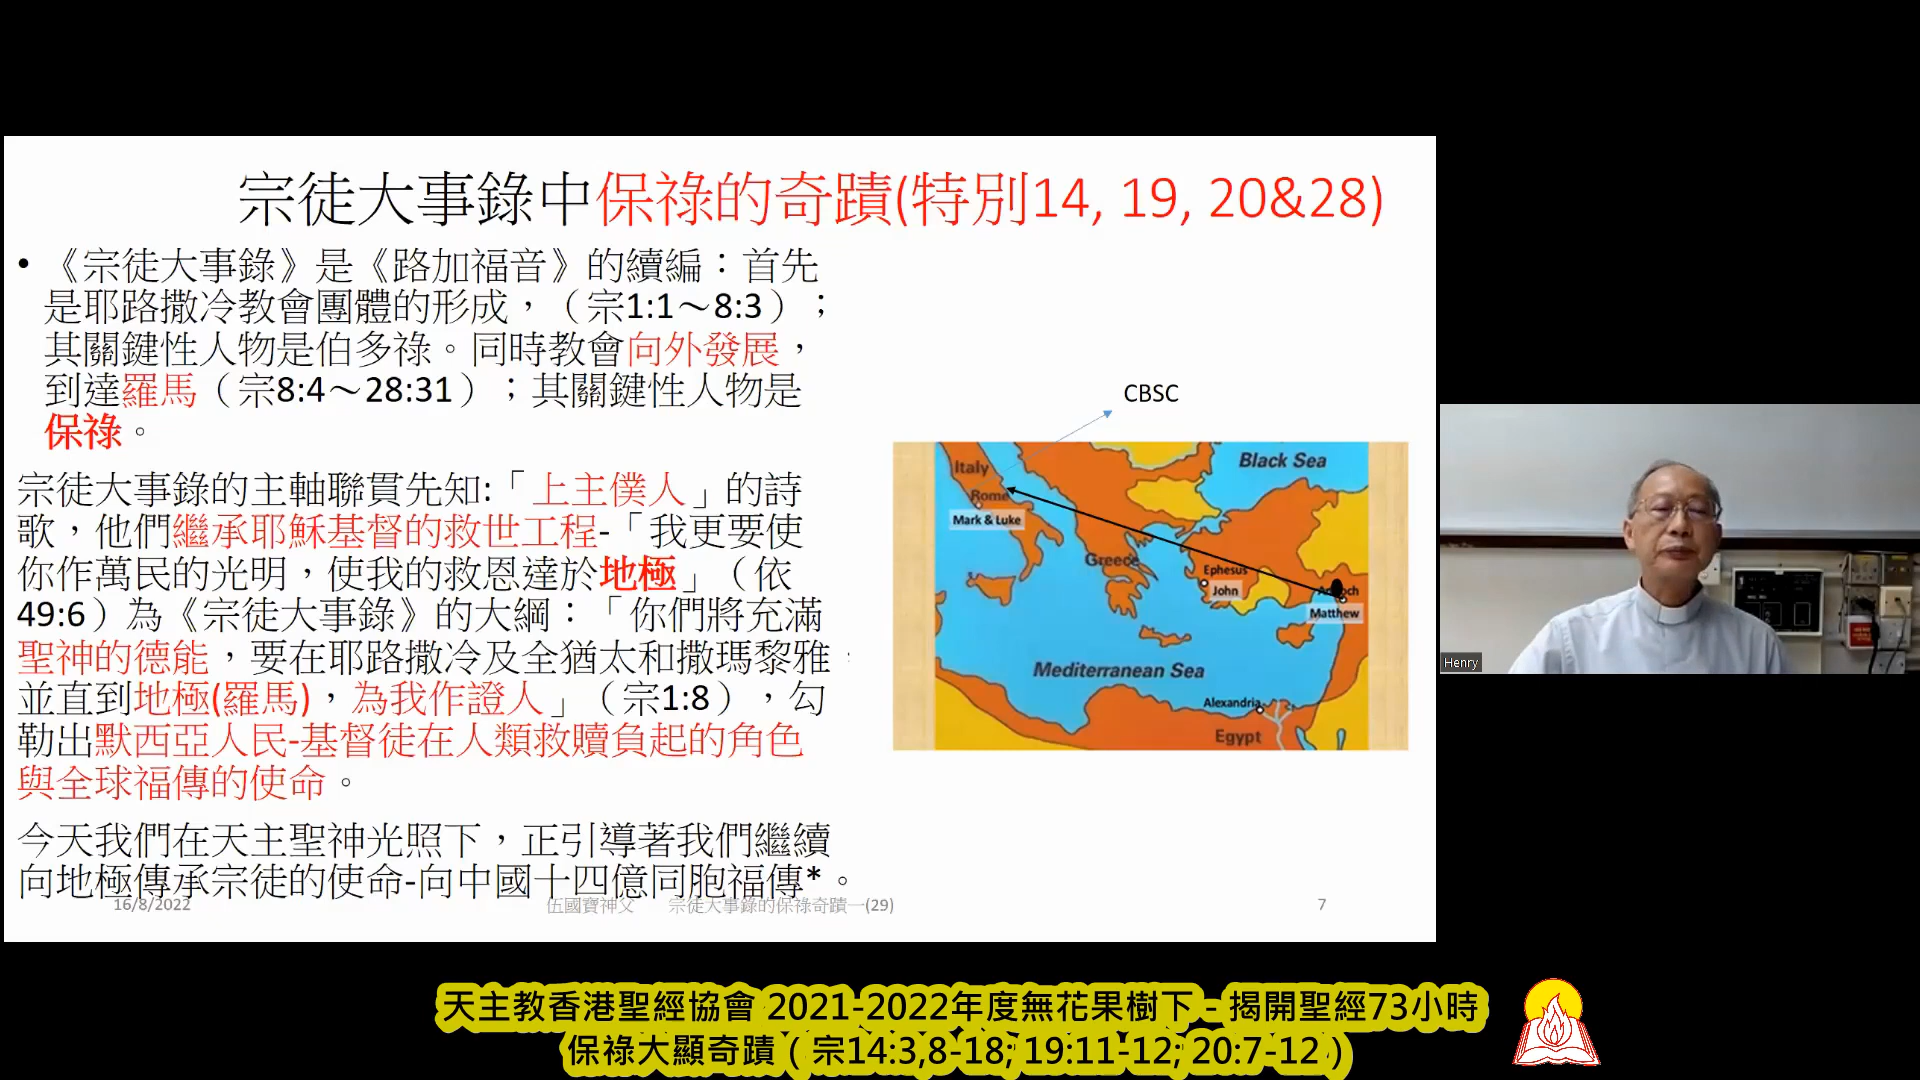 宗徒大事錄中保祿的奇蹟(特別14, 19, 20&28)
• 《宗徒大事錄》是《路加福音》的續編：首先
是耶路撒冷教會團體的形成，（宗1:1～8:3）；
其關鍵性人物是伯多祿。同時教會向外發展，
到達羅馬（宗8:4～28:31）；其關鍵性人物是
保祿。
宗徒大事錄的主軸聯貫先知:「上主僕人」的詩
歌，他們繼承耶穌基督的救世工程-「我更要使
你作萬民的光明，使我的救恩達於地極」（依
49:6）為《宗徒大事錄》的大綱：「你們將充滿
聖神的德能，要在耶路撒冷及全猶太和撒瑪黎雅，
並直到地極(羅馬)，為我作證人」（宗1:8），勾
勒出默西亞人民-基督徒在人類救贖負起的角色
與全球福傳的使命。
今天我們在天主聖神光照下，正引導著我們繼續
向地極傳承宗徒的使命-向中國十四億同胞福傳*。
CBSC
Italy
Black Sea
Rome
Mark & Luke
Greece
Ephesus
John
Matthew
Mediterranean Sea
Alexandria
Egypt
16/8/2022
伍國寶神父 宗徒大事錄的保祿奇蹟一(29)
7
Henry
天主教香港聖經協會 2021-2022年度無花果樹下 - 揭開聖經73小時
保祿大顯奇蹟（宗14:3,8-18; 19:11-12; 20:7-12）